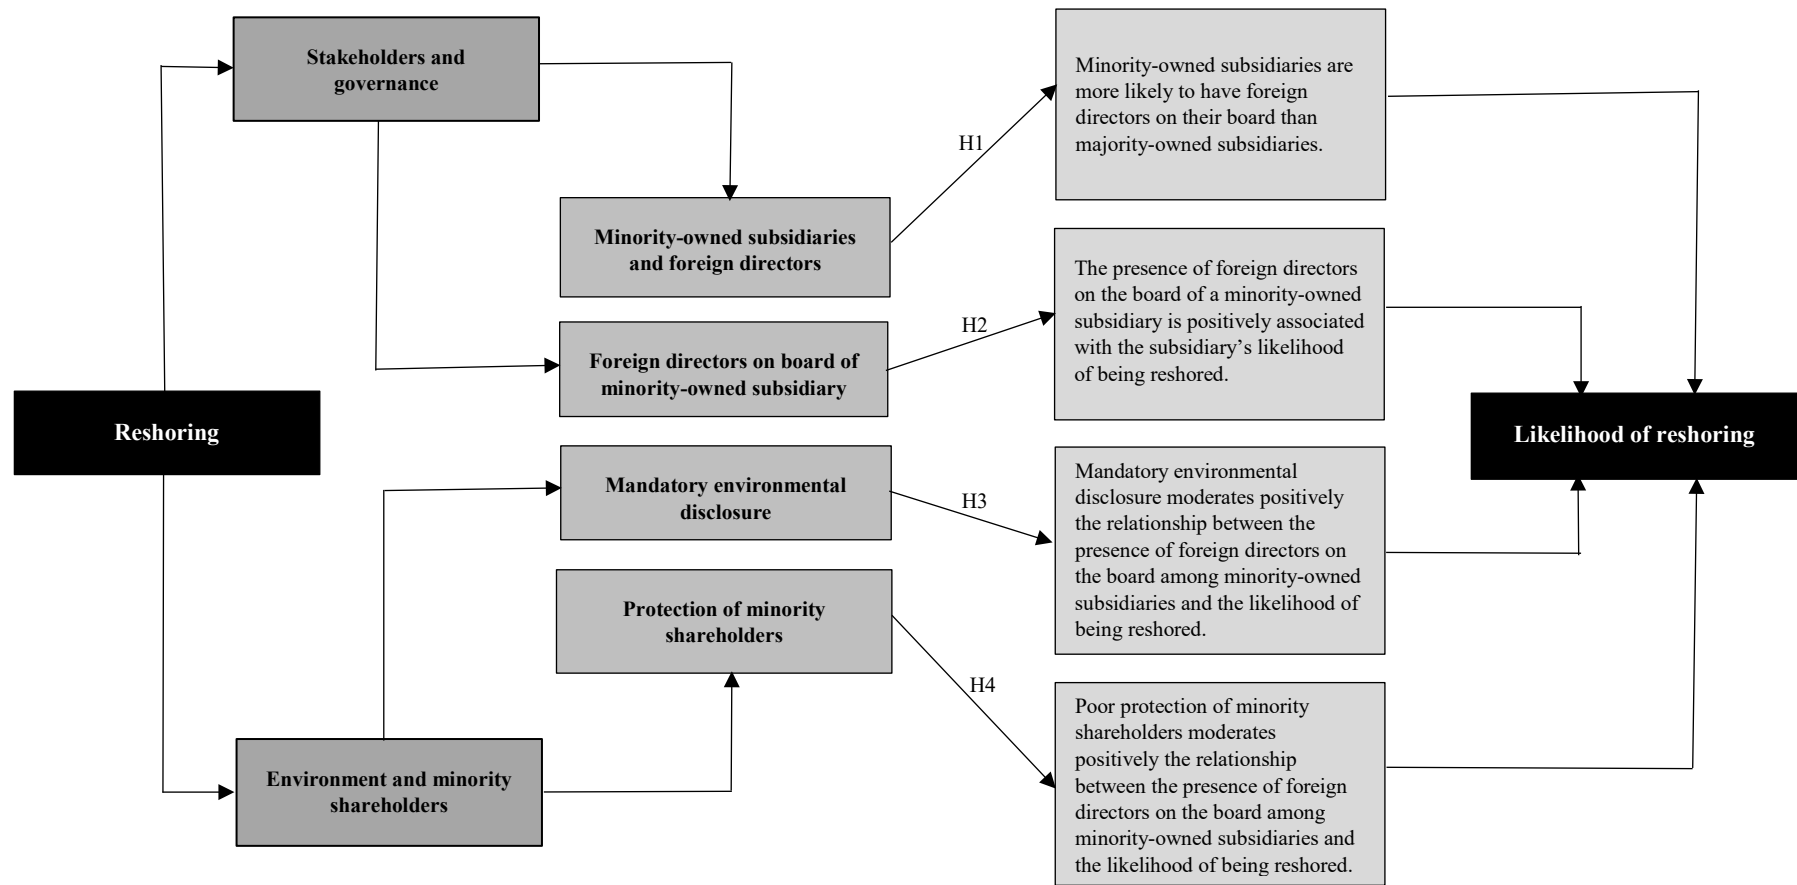 Stakeholders and
governance
Minority-owned subsidiaries are
more likely to have foreign
directors on their board than
majority-owned subsidiaries.
H1
Minority-owned subsidiaries
and foreign directors
The presence of foreign directors
on the board of a minority-owned
subsidiary is positively associated
with the subsidiary’s likelihood
of being reshored.
H2
Foreign directors on board of
minority-owned subsidiary
Reshoring
Likelihood of reshoring
Mandatory environmental
disclosure
H3
Mandatory environmental
disclosure moderates positively
the relationship between the
presence of foreign directors on
the board among minority-owned
subsidiaries and the likelihood of
being reshored.
Protection of minority
shareholders
H4
Poor protection of minority
shareholders moderates
positively the relationship
between the presence of foreign
directors on the board among
minority-owned subsidiaries and
the likelihood of being reshored.
Environment and minority
shareholders